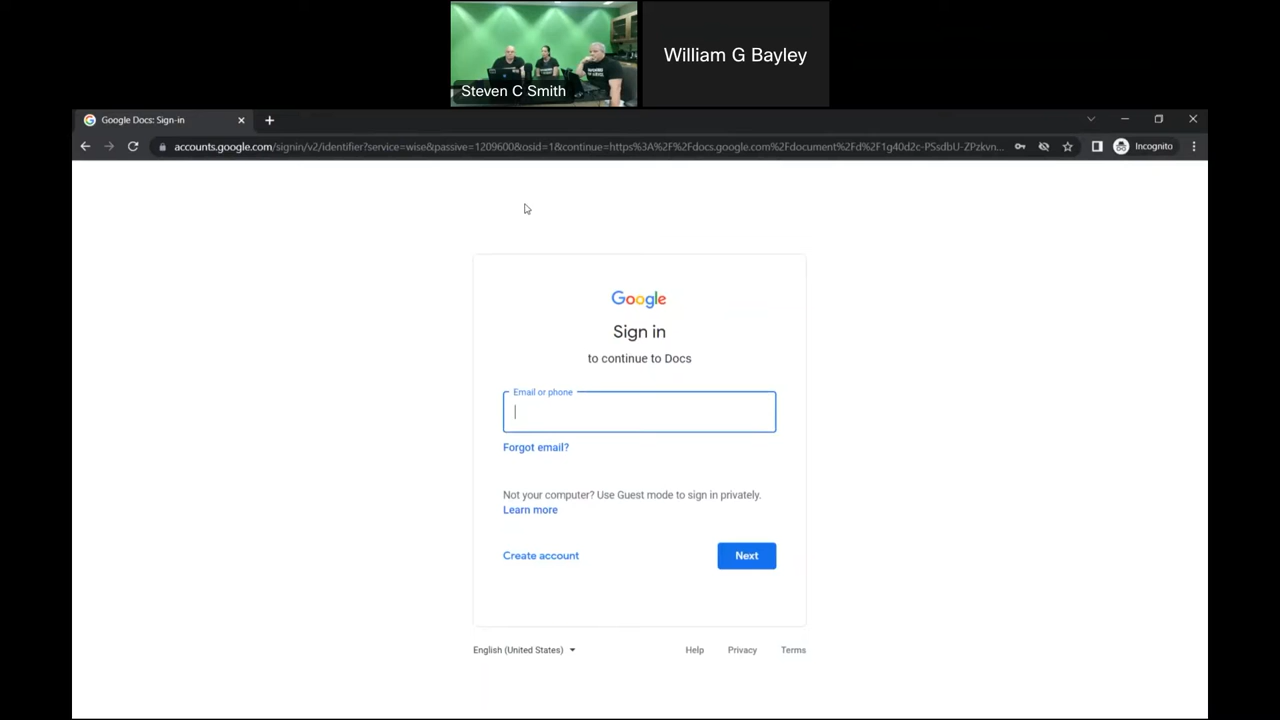 William G Bayley
Steven C Smith
Google Docs: Sign-in
accounts.google.com/signin/v2/identifier?service=wise&passive=1209600&osid=1&continue=https%3A%2F%2Fdocs.google.com%2Fdocument%2Fd%2F1g40d2c-PSsdbU-ZPzkvn...
Incognito
Google
Sign in
to continue to Docs
Email or phone
Forgot email?
Not your computer? Use Guest mode to sign in privately.
Learn more
Create account
Next
English (United States)
Help
Privacy
Terms